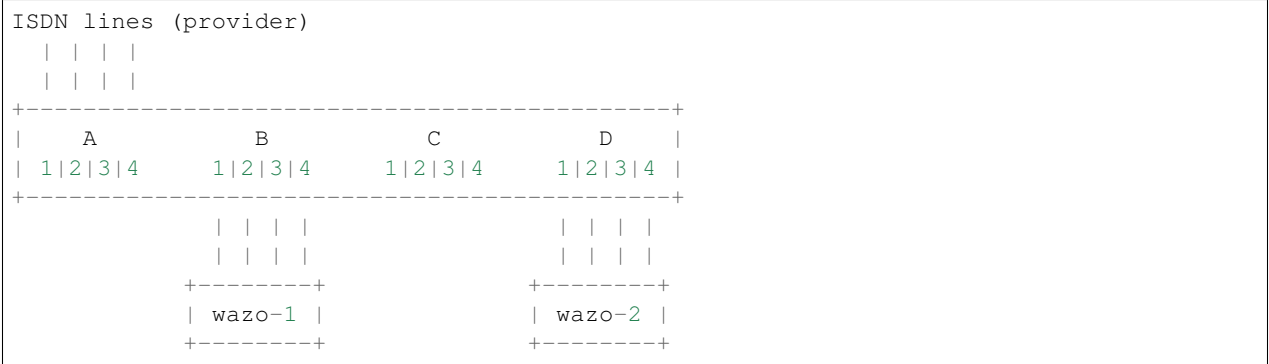 ISDN lines (provider)
  | | | |
  | | | |
+---------------------------------------------+
|    A           B           C           D    |
| 1|2|3|4     1|2|3|4     1|2|3|4     1|2|3|4 |
+---------------------------------------------+
              | | | |                 | | | |
              | | | |                 | | | |
            +--------+              +--------+
            | wazo-1 |              | wazo-2 |
            +--------+              +--------+